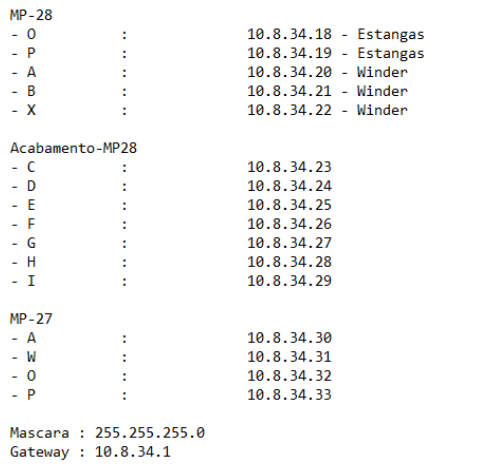 MP-28
- O : 10.8.34.18 - Estangas
- P : 10.8.34.19 - Estangas
- A : 10.8.34.20 - Winder
- B : 10.8.34.21 - Winder
- X : 10.8.34.22 - Winder
Acabamento-MP28
- C : 10.8.34.23
- D : 10.8.34.24
- E : 10.8.34.25
- F : 10.8.34.26
- G : 10.8.34.27
- H : 10.8.34.28
- I : 10.8.34.29
MP-27
- A : 10.8.34.30
- W : 10.8.34.31
- O : 10.8.34.32
- P : 10.8.34.33
Mascara : 255.255.255.0
Gateway : 10.8.34.1